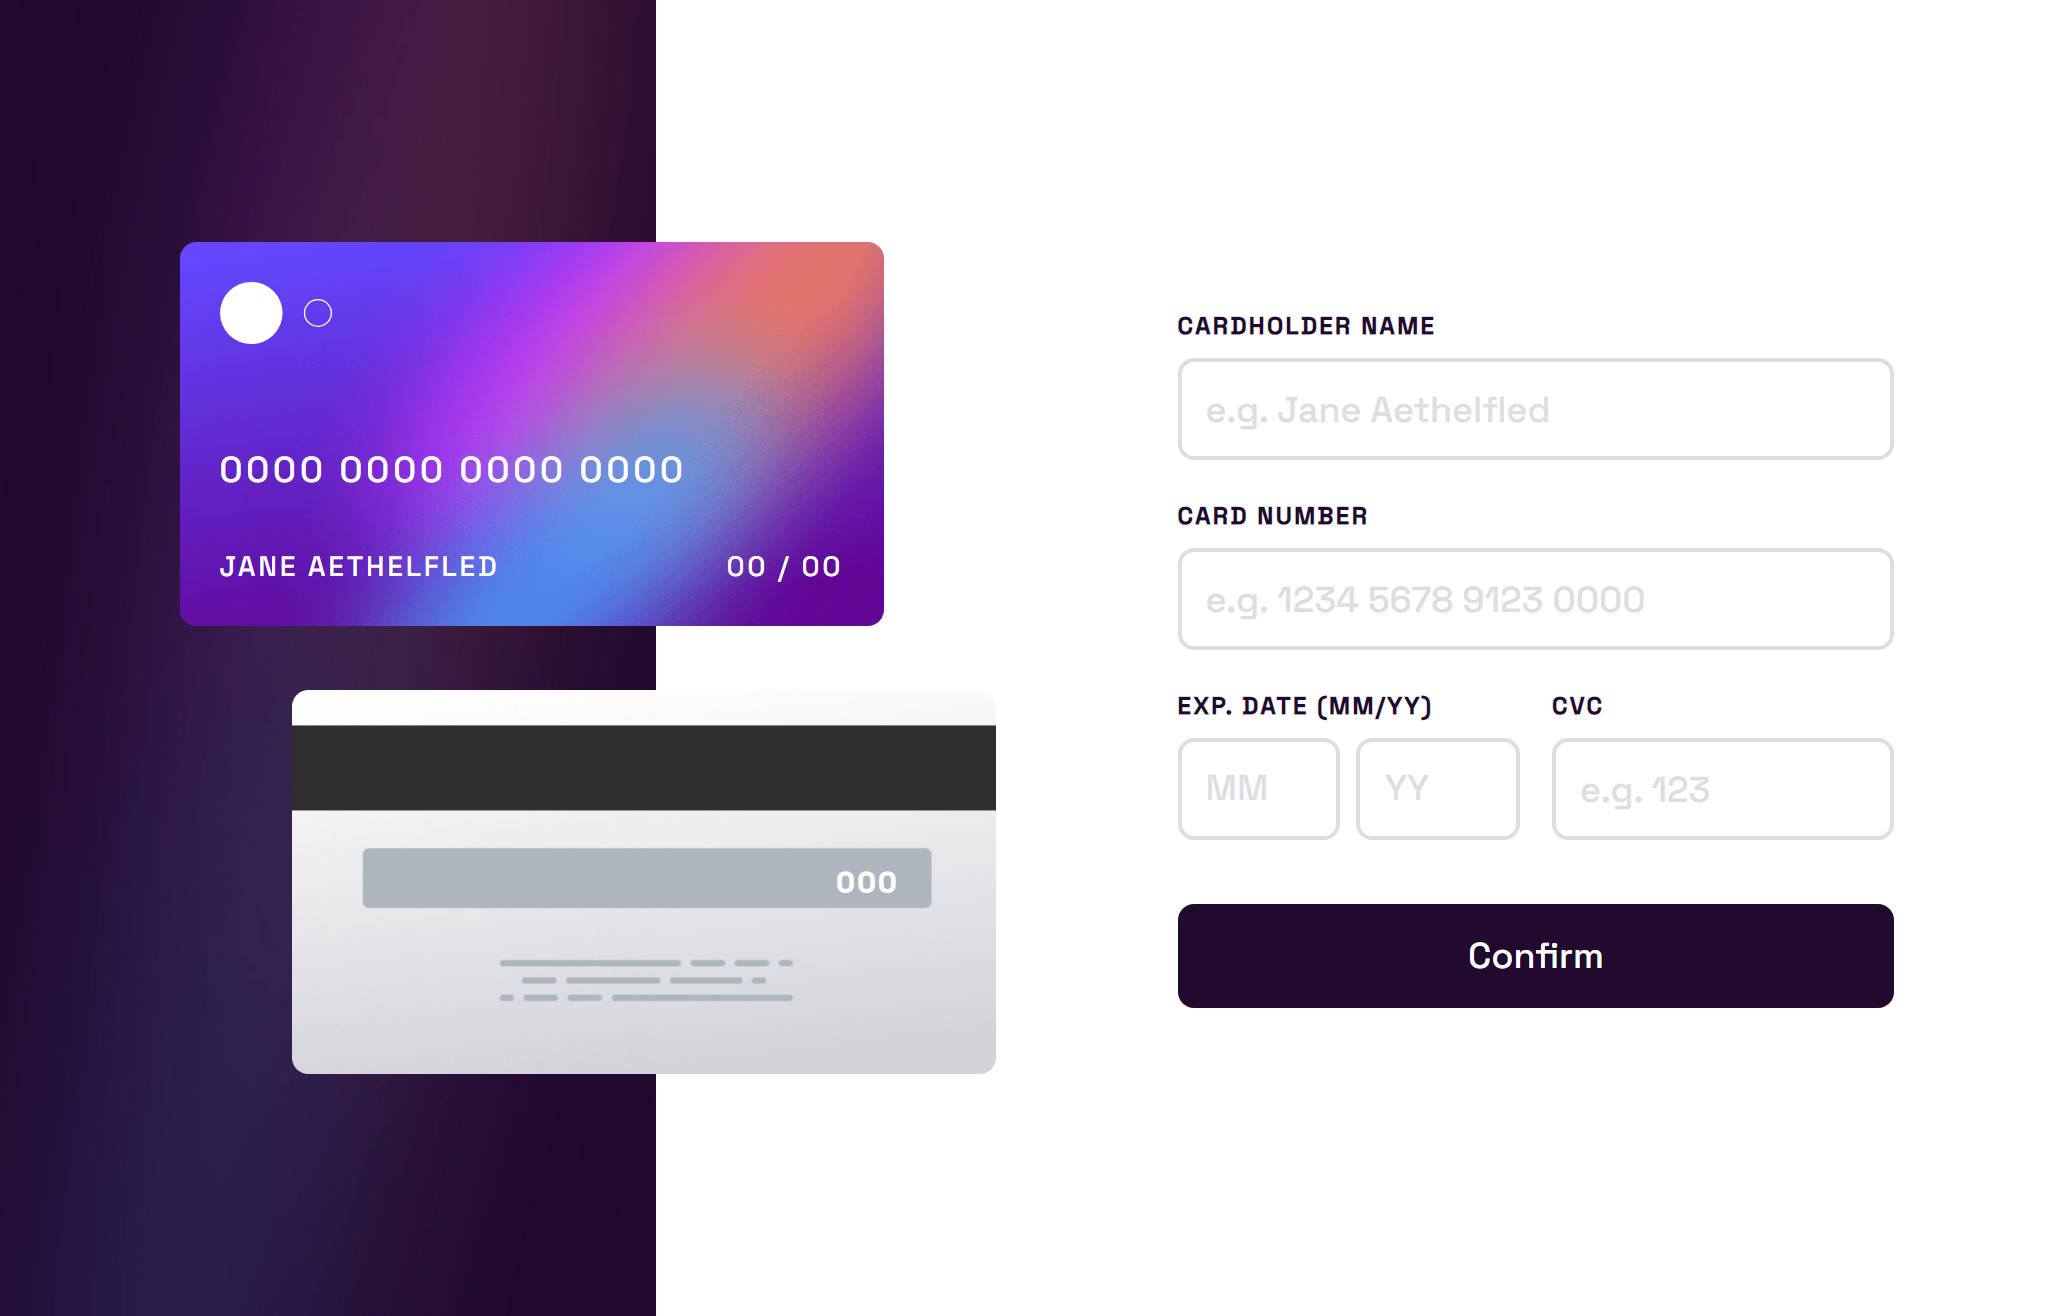 0000 0000 0000 0000
JANE AETHELFLED 00 / 00
000
CARDHOLDER NAME
e.g. Jane Aethelfled
CARD NUMBER
e.g. 1234 5678 9123 0000
EXP. DATE (MM/YY) CVC
MM YY e.g. 123
Confirm